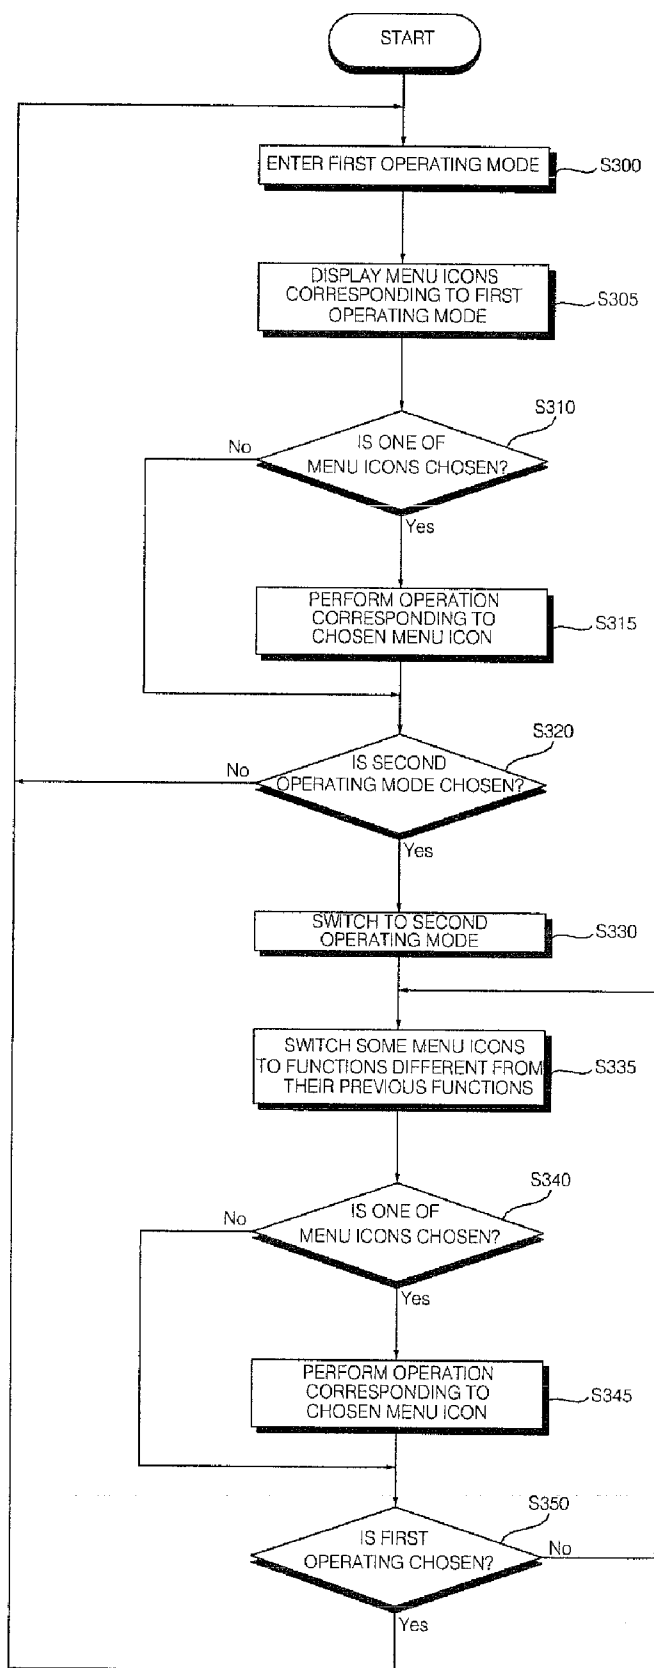 START
ENTER FIRST OPERATING MODE
S300
DISPLAY MENU ICONS
CORRESPONDING TO FIRST
OPERATING MODE
S305
S310
No
IS ONE OF
MENU ICONS CHOSEN?
Yes
PERFORM OPERATION
CORRESPONDING TO
CHOSEN MENU ICON
S315
S320
No
IS SECOND
OPERATING MODE CHOSEN?
Yes
SWITCH TO SECOND
OPERATING MODE
S330
SWITCH SOME MENU ICONS
TO FUNCTIONS DIFFERENT FROM
THEIR PREVIOUS FUNCTIONS
S335
S340
No
IS ONE OF
MENU ICONS CHOSEN?
Yes
PERFORM OPERATION
CORRESPONDING TO
CHOSEN MENU ICON
S345
S350
IS FIRST
OPERATING CHOSEN?
No
Yes